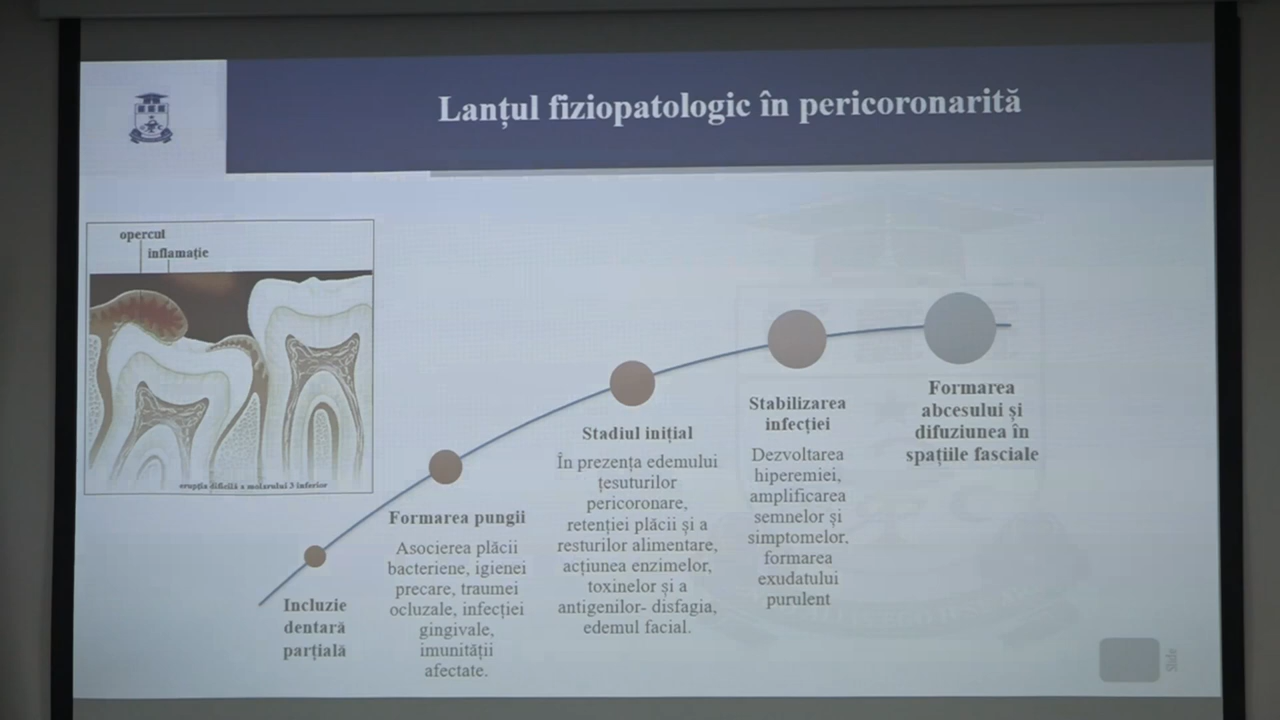 Lanțul fiziopatologic în pericoronarită
opercul
inflamație
erupția dificilă a molarului 3 inferior
Incluzie
dentară
parțială
Formarea pungii
Asocierea plăcii
bacteriene, igienei
precare, traumei
ocluzale, infecției
gingivale,
imunității
afectate.
Stadiul inițial
În prezența edemului
țesuturilor
pericoronare,
retenției plăcii și a
resturilor alimentare,
acțiunea enzimelor,
toxinelor și a
antigenilor- disfagia,
edemul facial.
Stabilizarea
infecției
Dezvoltarea
hiperemiei,
amplificarea
semnelor și
simptomelor,
formarea
exudatului
purulent
Formarea
abcesului și
difuziunea în
spațiile fasciale
Slide